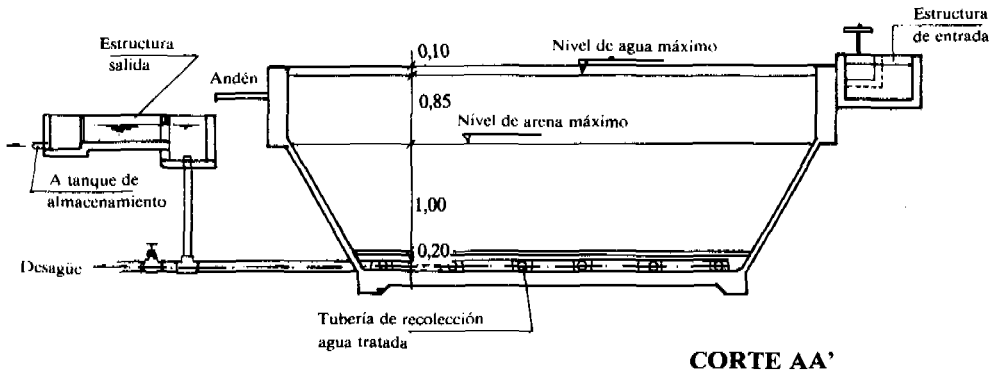 Estructura
salida
Andén
0,10
Nivel de agua máximo
Estructura
de entrada
0,85
Nivel de arena máximo
A tanque de
almacenamiento
1,00
0,20
Desagüe
Tubería de recolección
agua tratada
CORTE AA'